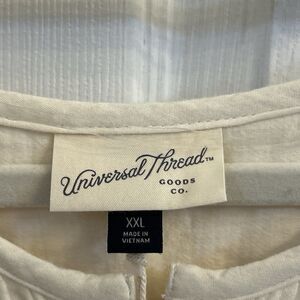 Universal Thread™
GOODS
CO.
XXL
MADE IN
VIETNAM